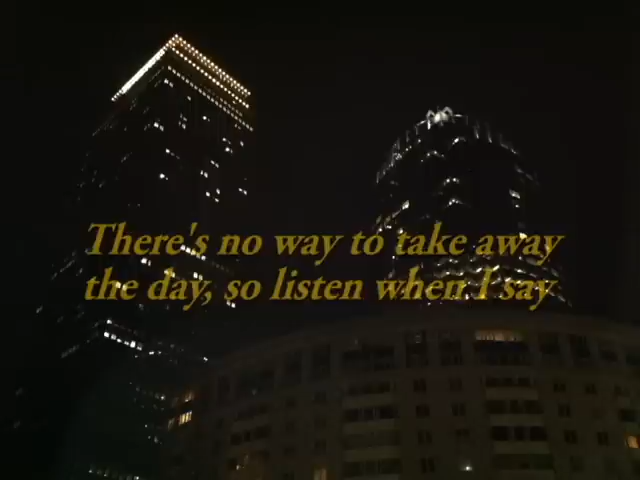 There's no way to take away
the day, so listen when I say